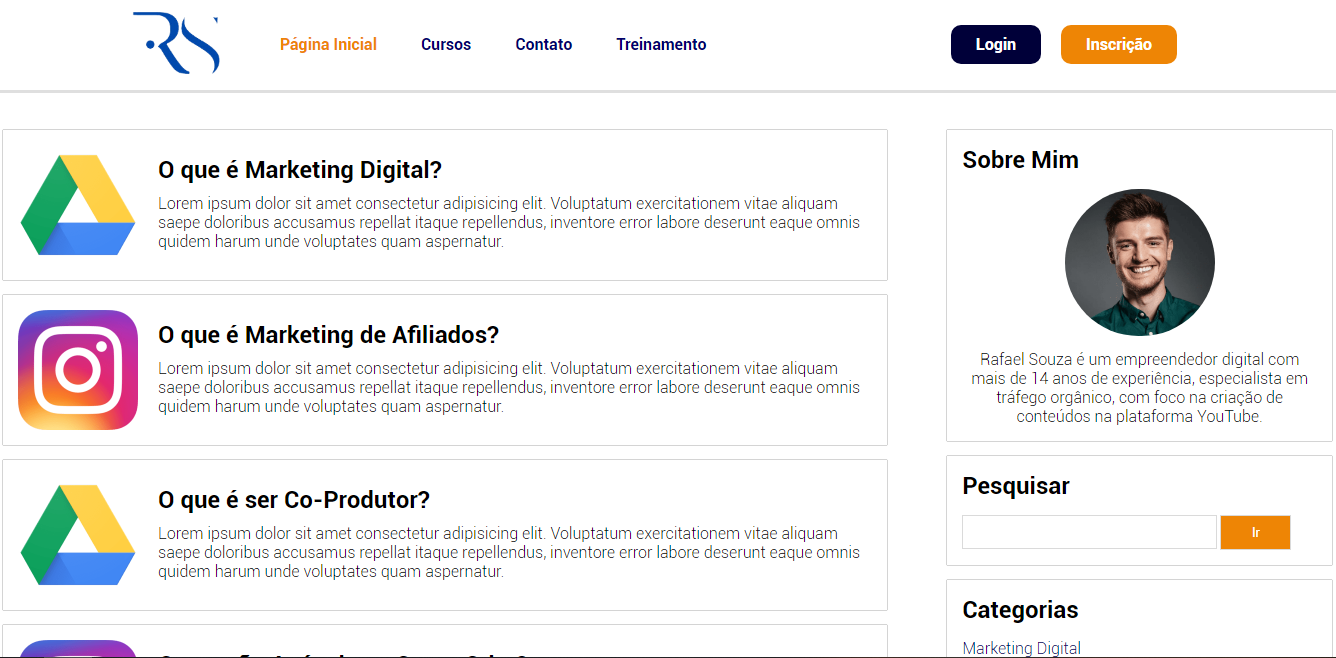 RS
Página Inicial
Cursos
Contato
Treinamento
Login
Inscrição
O que é Marketing Digital?
Lorem ipsum dolor sit amet consectetur adipisicing elit. Voluptatum exercitationem vitae aliquam
saepe doloribus accusamus repellat itaque repellendus, inventore error labore deserunt eaque omnis
quidem harum unde voluptates quam aspernatur.
O que é Marketing de Afiliados?
Lorem ipsum dolor sit amet consectetur adipisicing elit. Voluptatum exercitationem vitae aliquam
saepe doloribus accusamus repellat itaque repellendus, inventore error labore deserunt eaque omnis
quidem harum unde voluptates quam aspernatur.
O que é ser Co-Produtor?
Lorem ipsum dolor sit amet consectetur adipisicing elit. Voluptatum exercitationem vitae aliquam
saepe doloribus accusamus repellat itaque repellendus, inventore error labore deserunt eaque omnis
quidem harum unde voluptates quam aspernatur.
Sobre Mim
Rafael Souza é um empreendedor digital com
mais de 14 anos de experiência, especialista em
tráfego orgânico, com foco na criação de
conteúdos na plataforma YouTube.
Pesquisar
Ir
Categorias
Marketing Digital